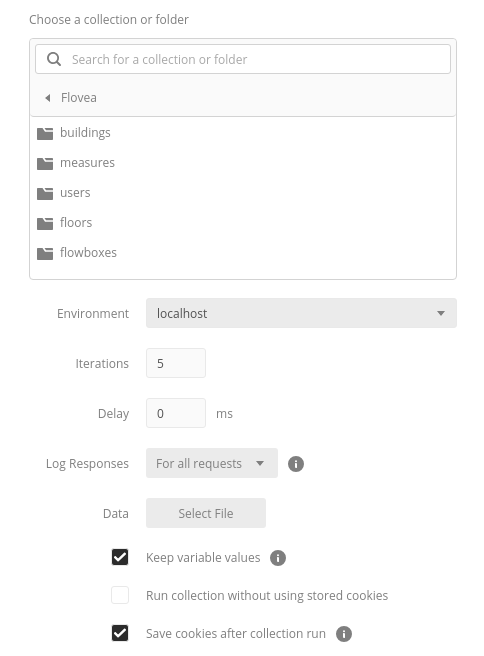 Choose a collection or folder
Search for a collection or folder
Flovea
buildings
measures
users
floors
flowboxes
Environment localhost
Iterations 5
Delay 0 ms
Log Responses For all requests
Data Select File
Keep variable values
Run collection without using stored cookies
Save cookies after collection run